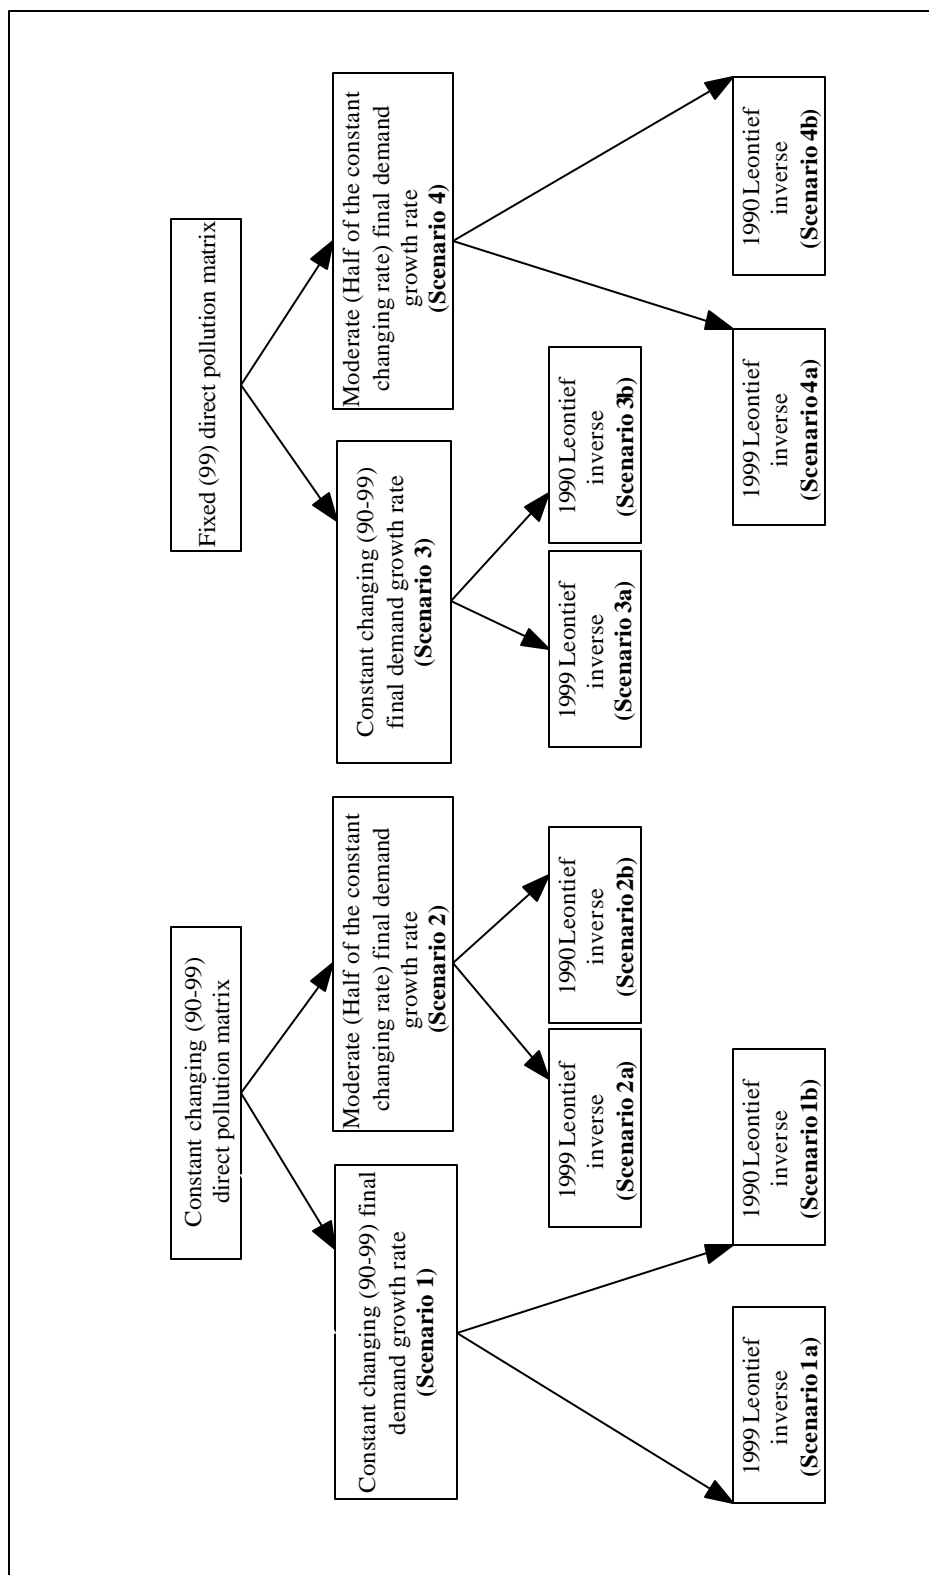 Constant changing (90-99)
direct pollution matrix
Fixed (99) direct pollution matrix
Constant changing (90-99) final
demand growth rate
(Scenario 1)
Moderate (Half of the constant
changing rate) final demand
growth rate
(Scenario 2)
Constant changing (90-99)
final demand growth rate
(Scenario 3)
Moderate (Half of the constant
changing rate) final demand
growth rate
(Scenario 4)
1999 Leontief
inverse
(Scenario 2a)
1990 Leontief
inverse
(Scenario 2b)
1999 Leontief
inverse
(Scenario 3a)
1990 Leontief
inverse
(Scenario 3b)
1999 Leontief
inverse
(Scenario 1a)
1990 Leontief
inverse
(Scenario 1b)
1999 Leontief
inverse
(Scenario 4a)
1990 Leontief
inverse
(Scenario 4b)